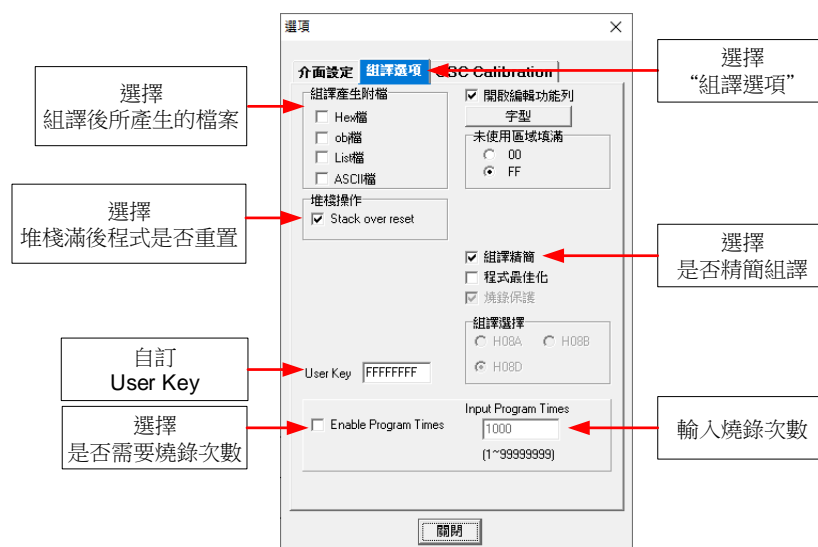 選項
選擇
“組譯選項”
介面設定 組譯選項 OSC Calibration
選擇
組譯後所產生的檔案
組譯產生附檔
Hex檔
obj檔
List檔
ASCII檔
開啟編輯功能列
字型
未使用區域填滿
00
FF
選擇
堆棧滿後程式是否重置
堆棧操作
Stack over reset
組譯精簡
程式最佳化
燒錄保護
選擇
是否精簡組譯
組譯選擇
H08A H08B
H08D
自訂
User Key
User Key FFFFFFFF
選擇
是否需要燒錄次數
Enable Program Times
Input Program Times
1000
(1~99999999)
輸入燒錄次數
關閉